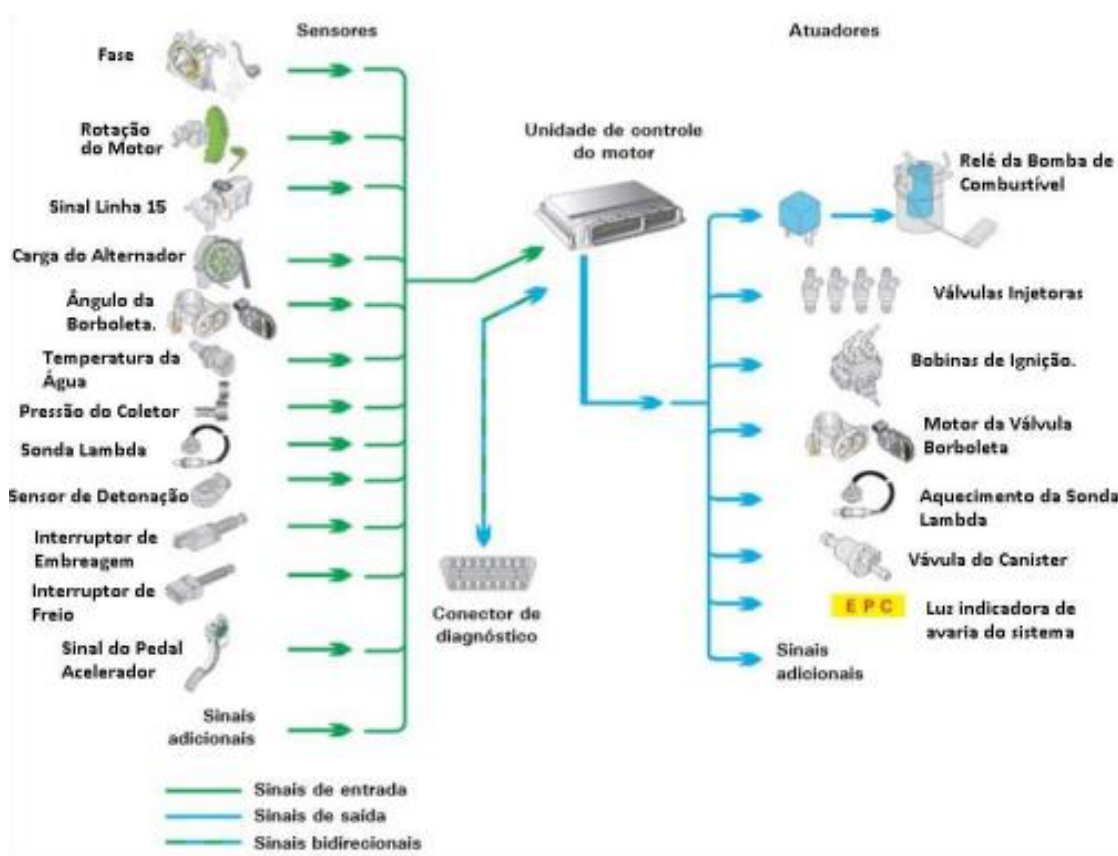 Sensores
Atuadores
Fase
Rotação
do Motor
Sinal Linha 15
Carga do Alternador
Ângulo da
Borboleta.
Temperatura da
Água
Pressão do Coletor
Sonda Lambda
Sensor de Detonação
Interruptor de
Embreagem
Interruptor de
Freio
Sinal do Pedal
Acelerador
Sinais
adicionais
Unidade de controle
do motor
Conector de
diagnóstico
Relé da Bomba de
Combustível
Válvulas Injetoras
Bobinas de Ignição.
Motor da Válvula
Borboleta
Aquecimento da Sonda
Lambda
Vávula do Canister
E P C
Luz indicadora de
avaria do sistema
Sinais
adicionais
Sinais de entrada
Sinais de saída
Sinais bidirecionais